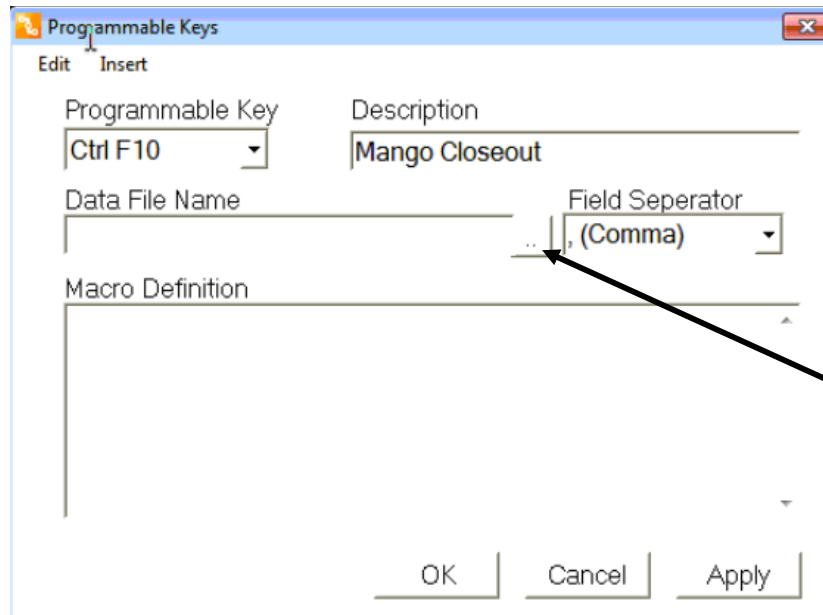 Programmable Keys
Edit Insert
Programmable Key Description
Ctrl F10 Mango Closeout
Data File Name Field Seperator
.. , (Comma)
Macro Definition
OK Cancel Apply